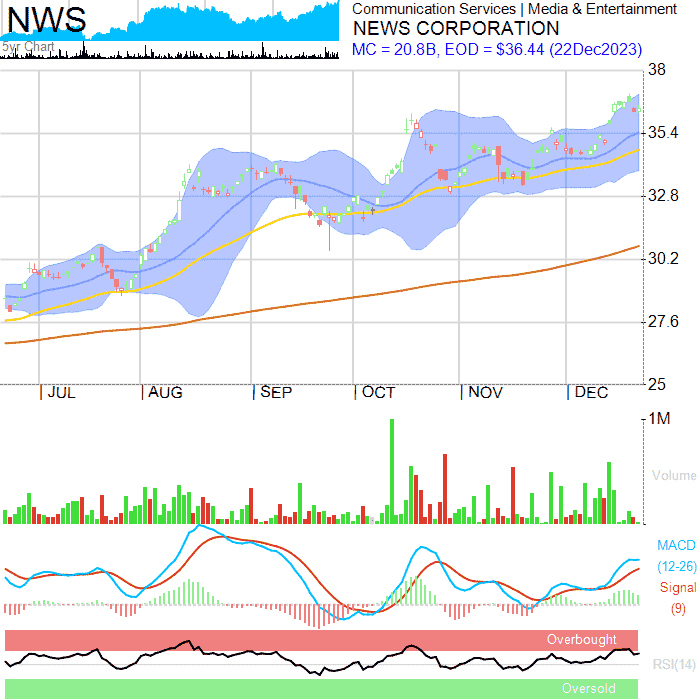 NWS
5yr Chart
Communication Services | Media & Entertainment
NEWS CORPORATION
MC = 20.8B, EOD = $36.44 (22Dec2023)
38
35.4
32.8
30.2
27.6
25
| JUL | AUG | SEP | OCT | NOV | DEC
1M
Volume
MACD
(12-26)
Signal
(9)
Overbought
RSI(14)
Oversold